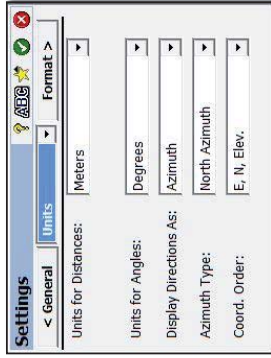 Settings ? ABC
< General Units Format >
Units for Distances: Meters
Units for Angles: Degrees
Display Directions As: Azimuth
Azimuth Type: North Azimuth
Coord. Order: E, N, Elev.